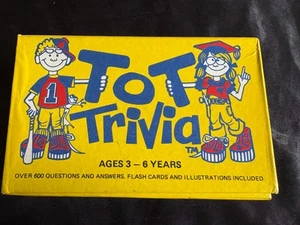 TOT
Trivia
TM
1
AGES 3 – 6 YEARS
OVER 600 QUESTIONS AND ANSWERS. FLASH CARDS AND ILLUSTRATIONS INCLUDED